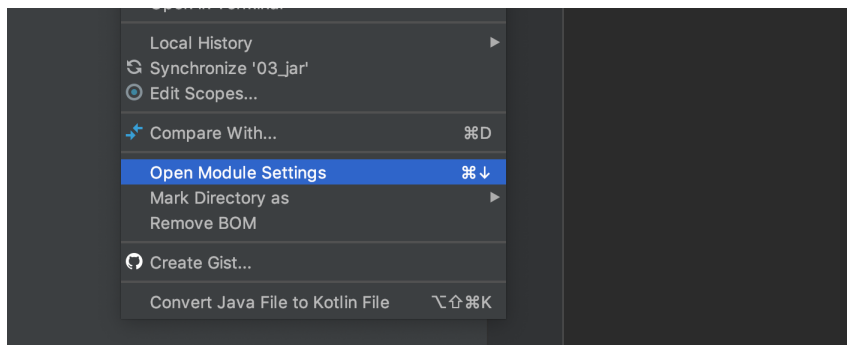 Local History
Synchronize '03_jar'
Edit Scopes...
Compare With... ⌘D
Open Module Settings ⌘↓
Mark Directory as
Remove BOM
Create Gist...
Convert Java File to Kotlin File ⌥⇧⌘K